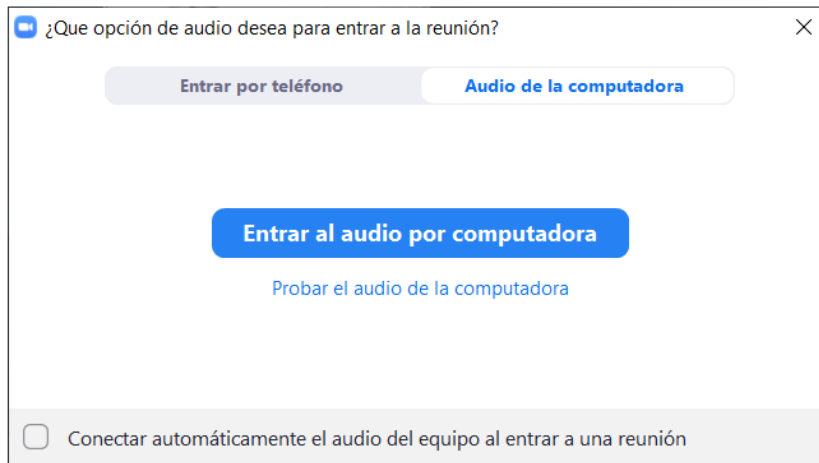 ¿Que opción de audio desea para entrar a la reunión?
Entrar por teléfono
Audio de la computadora
Entrar al audio por computadora
Probar el audio de la computadora
Conectar automáticamente el audio del equipo al entrar a una reunión